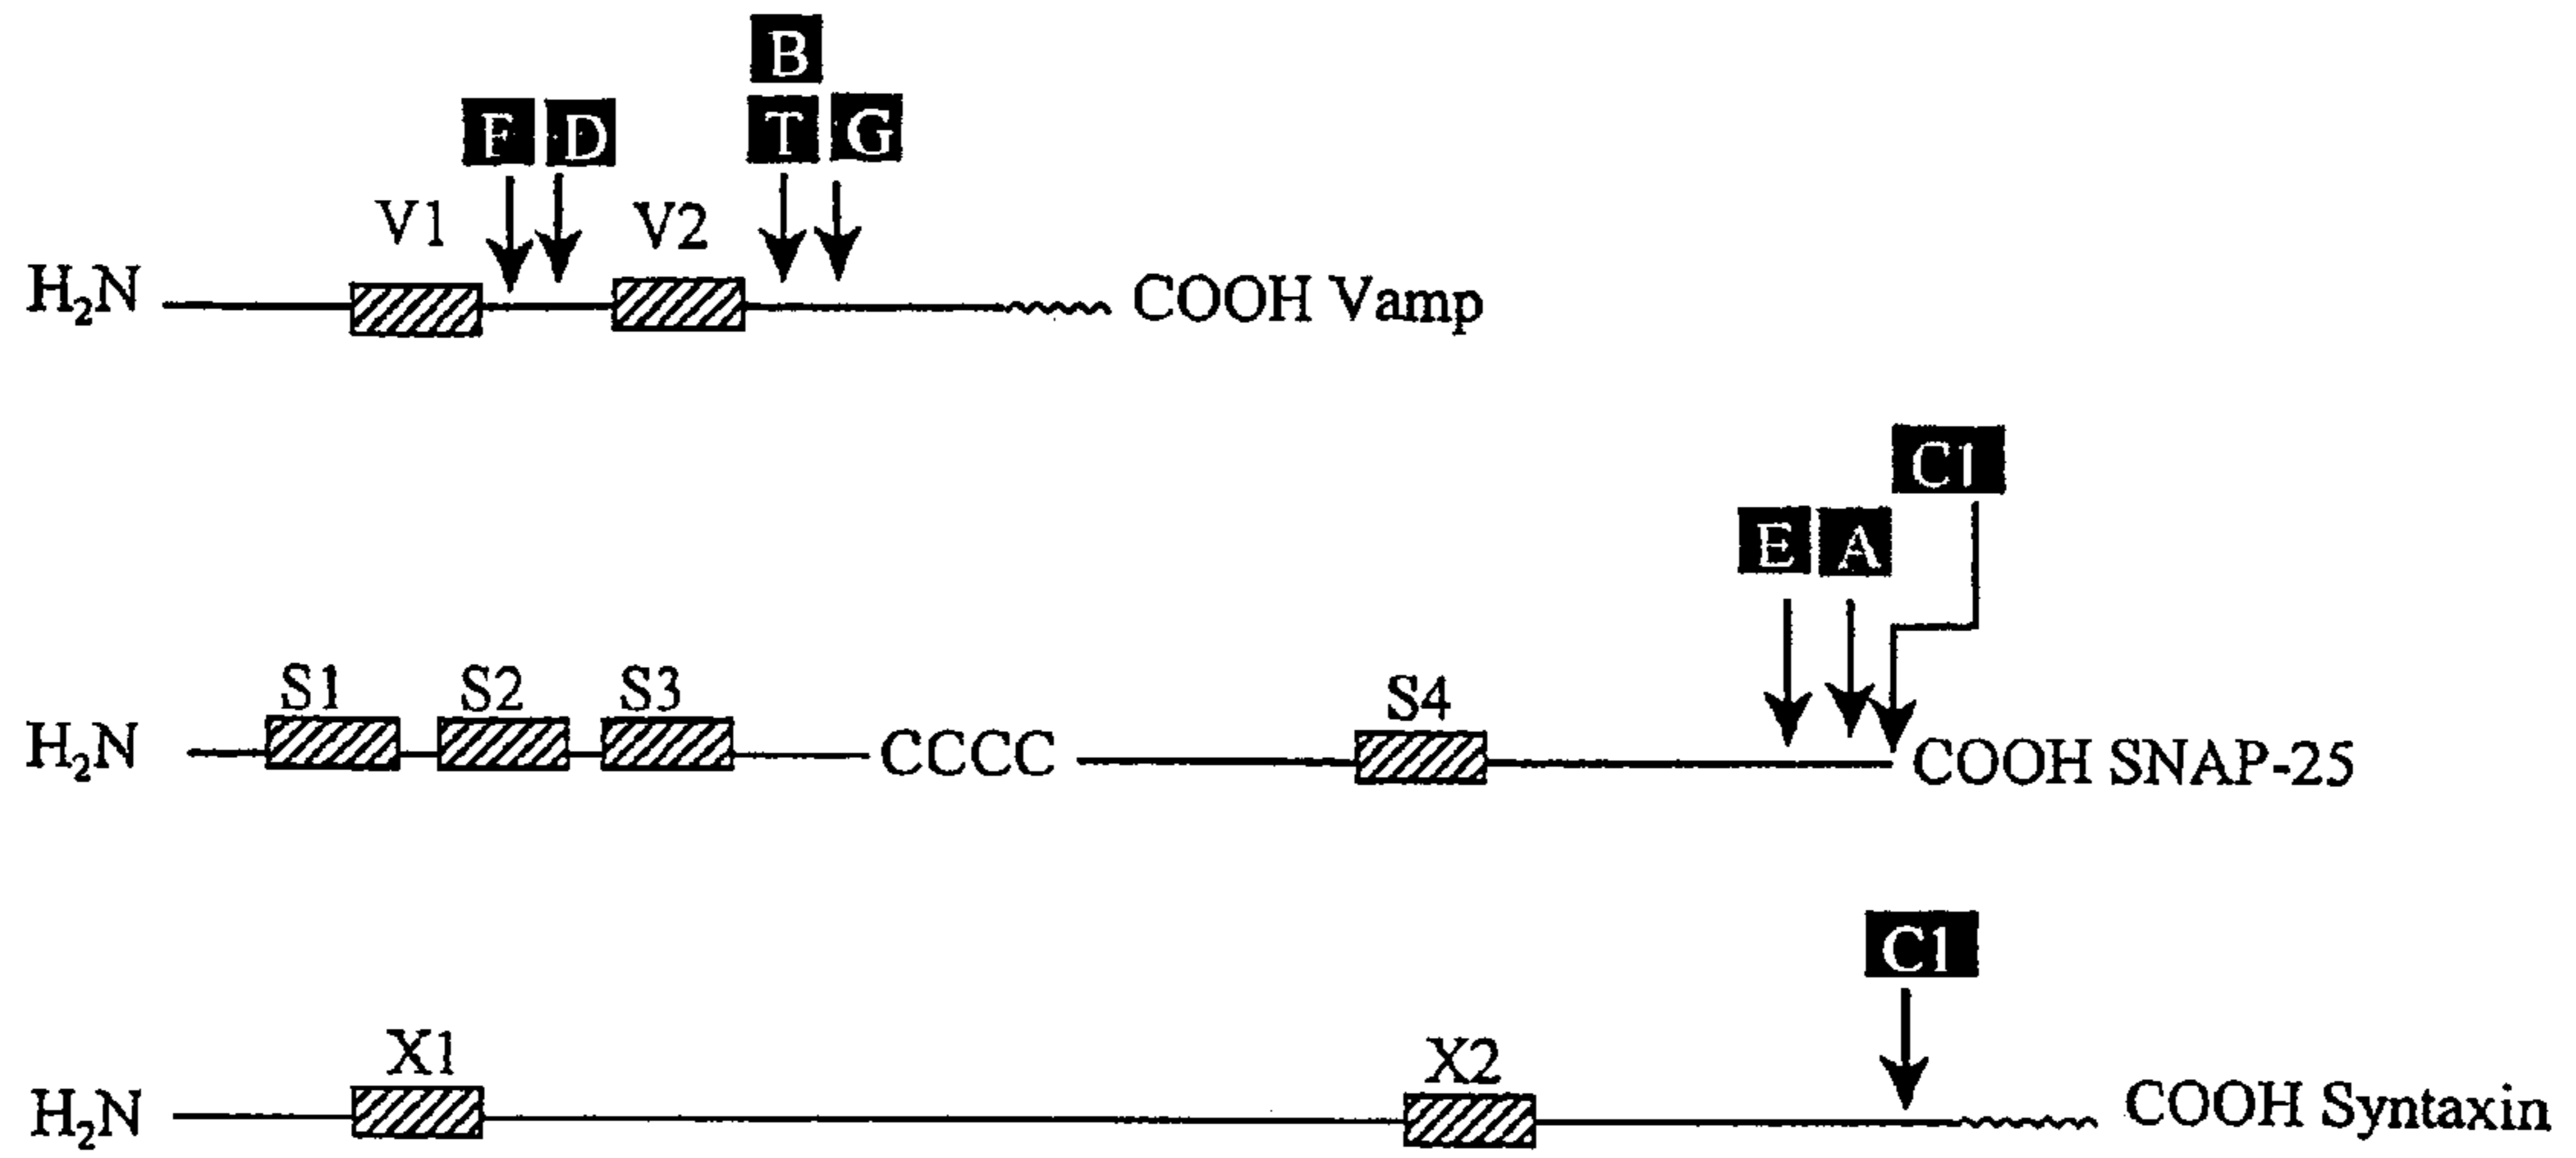 B
F D T G
V1 V2
H₂N COOH Vamp
C1
E A
S1 S2 S3 S4
H₂N CCCC COOH SNAP-25
C1
X1 X2
H₂N COOH Syntaxin